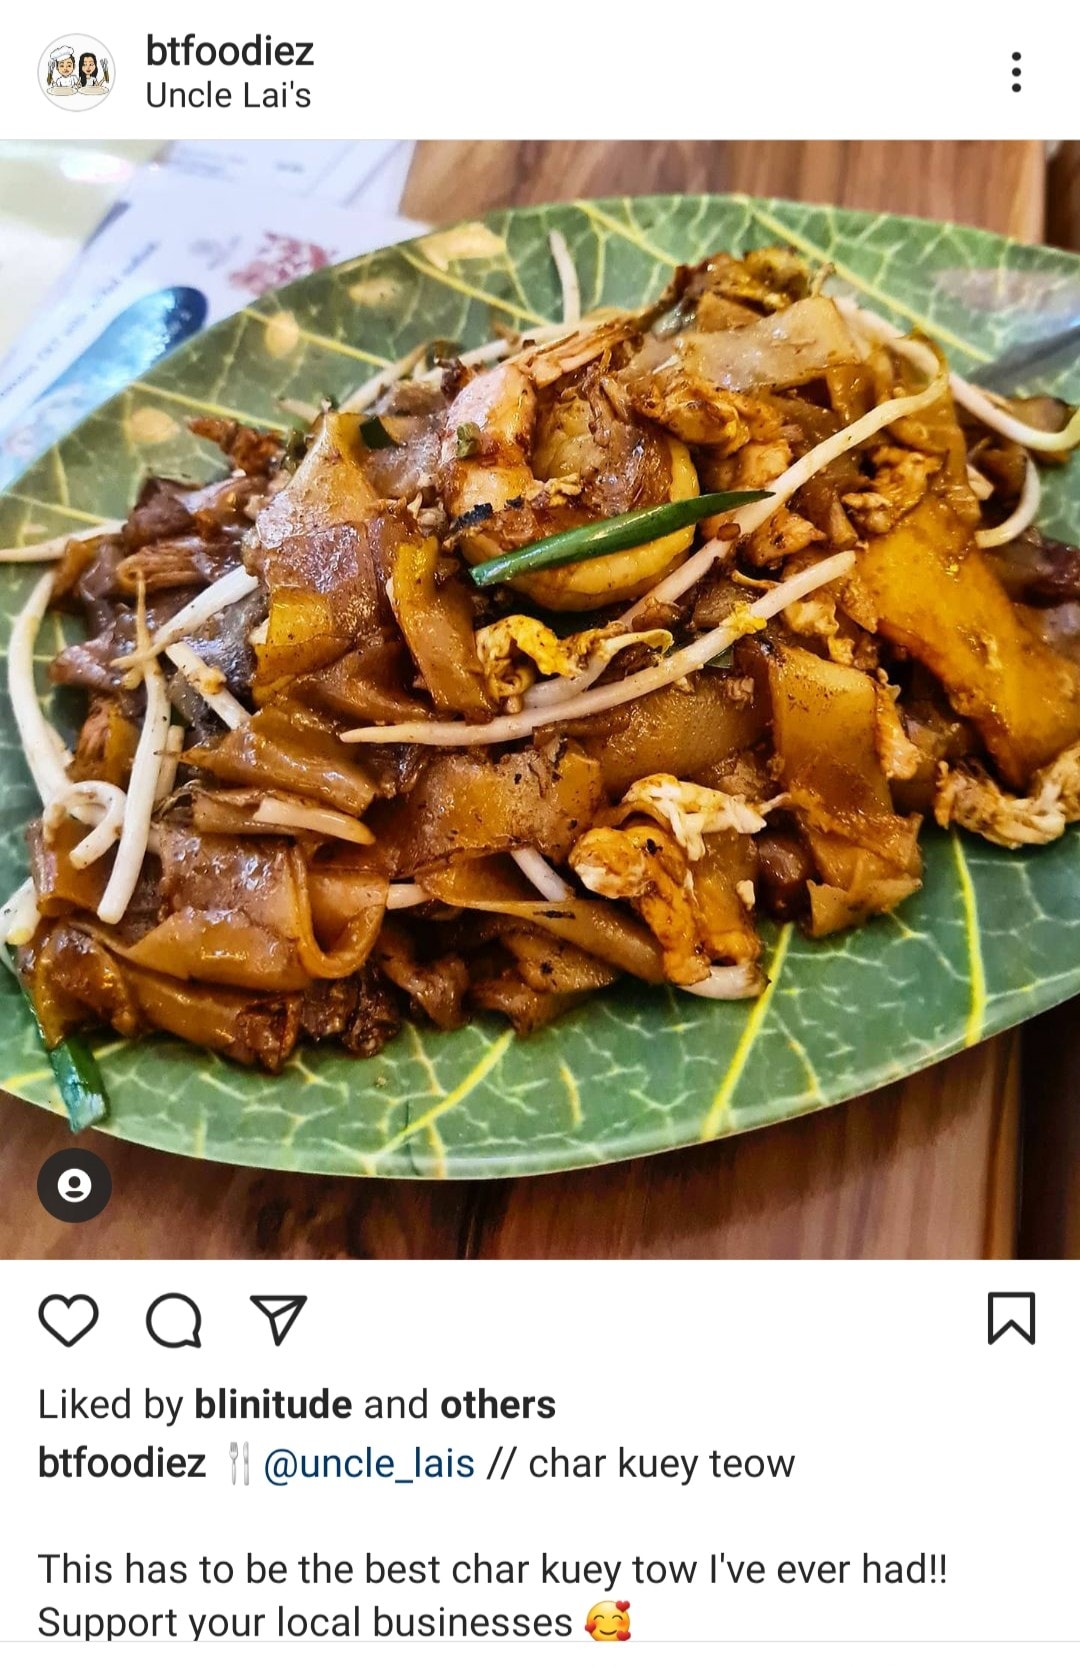 btfoodiez
Uncle Lai's
Liked by blinitude and others
btfoodiez 🍴 @uncle_lais // char kuey teow
This has to be the best char kuey tow I've ever had!!
Support your local businesses 🥰